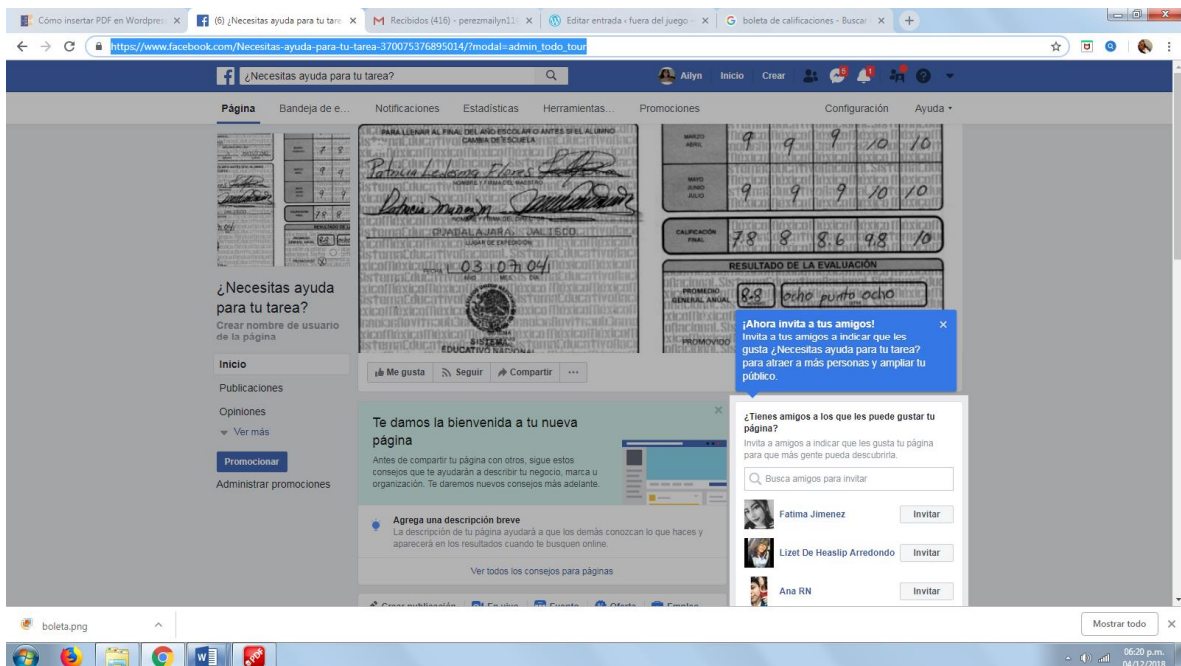 Cómo insertar PDF en Wordpres
(6) ¿Necesitas ayuda para tu tare
Recibidos (416) - perezmailyn11
Editar entrada ‹ fuera del juego -
boleta de calificaciones - Buscar
https://www.facebook.com/Necesitas-ayuda-para-tu-tarea-370075376895014/?modal=admin_todo_tour
¿Necesitas ayuda para tu tarea?
Ailyn Inicio Crear
Página Bandeja de e... Notificaciones Estadísticas Herramientas... Promociones Configuración Ayuda
PARA LLENAR AL FINAL DEL AÑO ESCOLAR O ANTES SI EL ALUMNO
CAMBIA DE ESCUELA
Patricia Ledesma Flores
NOMBRE Y FIRMA DEL MAESTRO
GUADALAJARA, JALISCO
LUGAR DE EXPEDICIÓN
03 07 04
SISTEMA
EDUCATIVO NACIONAL
MARZO
ABRIL
9 9 9 10 10
MAYO
JUNIO
JULIO
9 9 9 10 10
CALIFICACIÓN
FINAL
7.8 8 8.6 9.8 10
RESULTADO DE LA EVALUACIÓN
PROMEDIO
GENERAL ANUAL
8.8 ocho punto ocho
PROMOVIDO
¿Necesitas ayuda
para tu tarea?
Crear nombre de usuario
de la página
Inicio
Publicaciones
Opiniones
Ver más
Promocionar
Administrar promociones
Me gusta Seguir Compartir ...
Te damos la bienvenida a tu nueva
página
Antes de compartir tu página con otros, sigue estos
consejos que te ayudarán a describir tu negocio, marca u
organización. Te daremos nuevos consejos más adelante.
Agrega una descripción breve
La descripción de tu página ayudará a que los demás conozcan lo que haces y
aparecerá en los resultados cuando te busquen online.
Ver todos los consejos para páginas
Crear publicación En vivo Evento Oferta Empleo
¡Ahora invita a tus amigos!
Invita a tus amigos a indicar que les
gusta ¿Necesitas ayuda para tu tarea?
para atraer a más personas y ampliar tu
público.
¿Tienes amigos a los que les puede gustar tu
página?
Invita a amigos a indicar que les gusta tu página
para que más gente pueda descubrirla.
Busca amigos para invitar
Fatima Jimenez Invitar
Lizet De Heaslip Arredondo Invitar
Ana RN Invitar
boleta.png
Mostrar todo
06:20 p.m.
04/12/2018